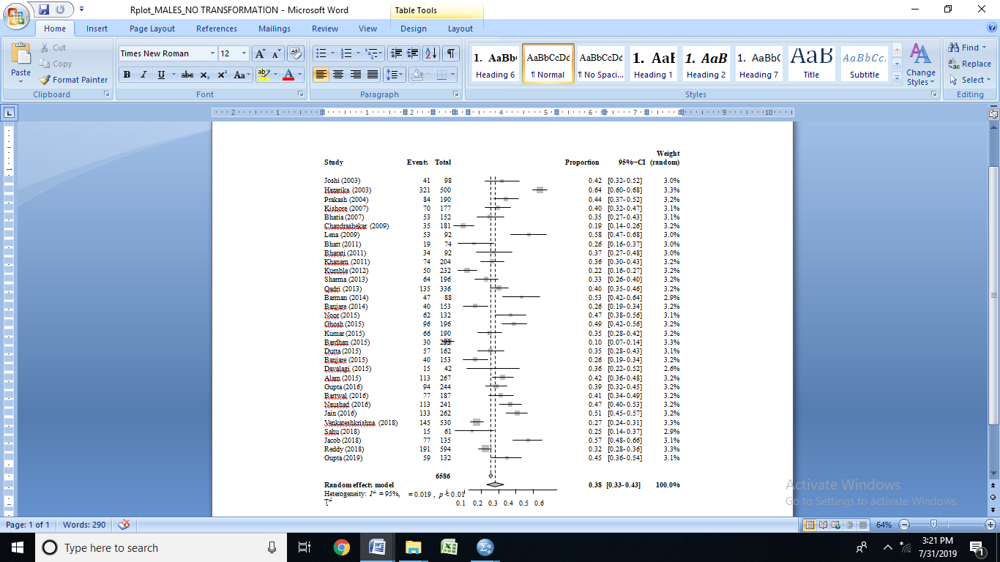 Rplot_MALES_NO TRANSFORMATION - Microsoft Word
Table Tools
Home Insert Page Layout References Mailings Review View Design Layout
Paste
Cut
Copy
Format Painter
Clipboard
Times New Roman 12
Font
Paragraph
1. AaBb( AaBbCcDd AaBbCcDd 1. AaF 1. AaB 1. AaBbC AaB AaBbCc.
Heading 6 ¶ Normal ¶ No Spaci... Heading 1 Heading 2 Heading 7 Title Subtitle
Change Styles
Styles
Find
Replace
Select
Editing
Weight
Study Events Total Proportion 95%−CI (random)
Joshi (2003) 41 98 0.42 [0.32- 0.52] 3.0%
Hazarika (2003) 321 500 0.64 [0.60- 0.68] 3.3%
Prakash (2004) 84 190 0.44 [0.37- 0.52] 3.2%
Kishore (2007) 70 177 0.40 [0.32- 0.47] 3.1%
Bhatia (2007) 53 152 0.35 [0.27- 0.43] 3.1%
Chandrashekar (2009) 35 181 0.19 [0.14- 0.26] 3.2%
Lena (2009) 53 92 0.58 [0.47- 0.68] 3.0%
Bhatt (2011) 19 74 0.26 [0.16- 0.37] 3.0%
Bharati (2011) 34 92 0.37 [0.27- 0.48] 3.0%
Khanam (2011) 74 204 0.36 [0.30- 0.43] 3.2%
Kumble (2012) 50 232 0.22 [0.16- 0.27] 3.2%
Sharma (2013) 64 196 0.33 [0.26- 0.40] 3.2%
Qadri (2013) 135 336 0.40 [0.35- 0.46] 3.2%
Barman (2014) 47 88 0.53 [0.42- 0.64] 2.9%
Banjare (2014) 40 153 0.26 [0.19- 0.34] 3.2%
Noor (2015) 62 132 0.47 [0.38- 0.56] 3.1%
Ghosh (2015) 96 196 0.49 [0.42- 0.56] 3.2%
Kumar (2015) 66 190 0.35 [0.28- 0.42] 3.2%
Bardhan (2015) 30 293 0.10 [0.07- 0.14] 3.3%
Dutta (2015) 57 162 0.35 [0.28- 0.43] 3.1%
Banjare (2015) 40 153 0.26 [0.19- 0.34] 3.2%
Davalagi (2015) 15 42 0.36 [0.22- 0.52] 2.6%
Alam (2015) 113 267 0.42 [0.36- 0.48] 3.2%
Gupta (2016) 94 244 0.39 [0.32- 0.45] 3.2%
Bartwal (2016) 77 187 0.41 [0.34- 0.49] 3.2%
Naushad (2016) 113 241 0.47 [0.40- 0.53] 3.2%
Jain (2016) 133 262 0.51 [0.45- 0.57] 3.2%
Venkateshkrishna (2018) 145 530 0.27 [0.24- 0.31] 3.3%
Sahu (2018) 15 61 0.25 [0.14- 0.37] 2.9%
Jacob (2018) 77 135 0.57 [0.48- 0.66] 3.1%
Reddy (2018) 191 594 0.32 [0.28- 0.36] 3.3%
Gupta (2019) 59 132 0.45 [0.36- 0.54] 3.1%
6586
Random effects model 0.38 [0.33- 0.43] 100.0%
Heterogeneity: I² = 95%, = 0.019 , p < 0.01
τ²
0.1 0.2 0.3 0.4 0.5 0.6
Activate Windows
Go to Settings to activate Windows.
Page: 1 of 1 Words: 290 64%
Type here to search
3:21 PM
7/31/2019